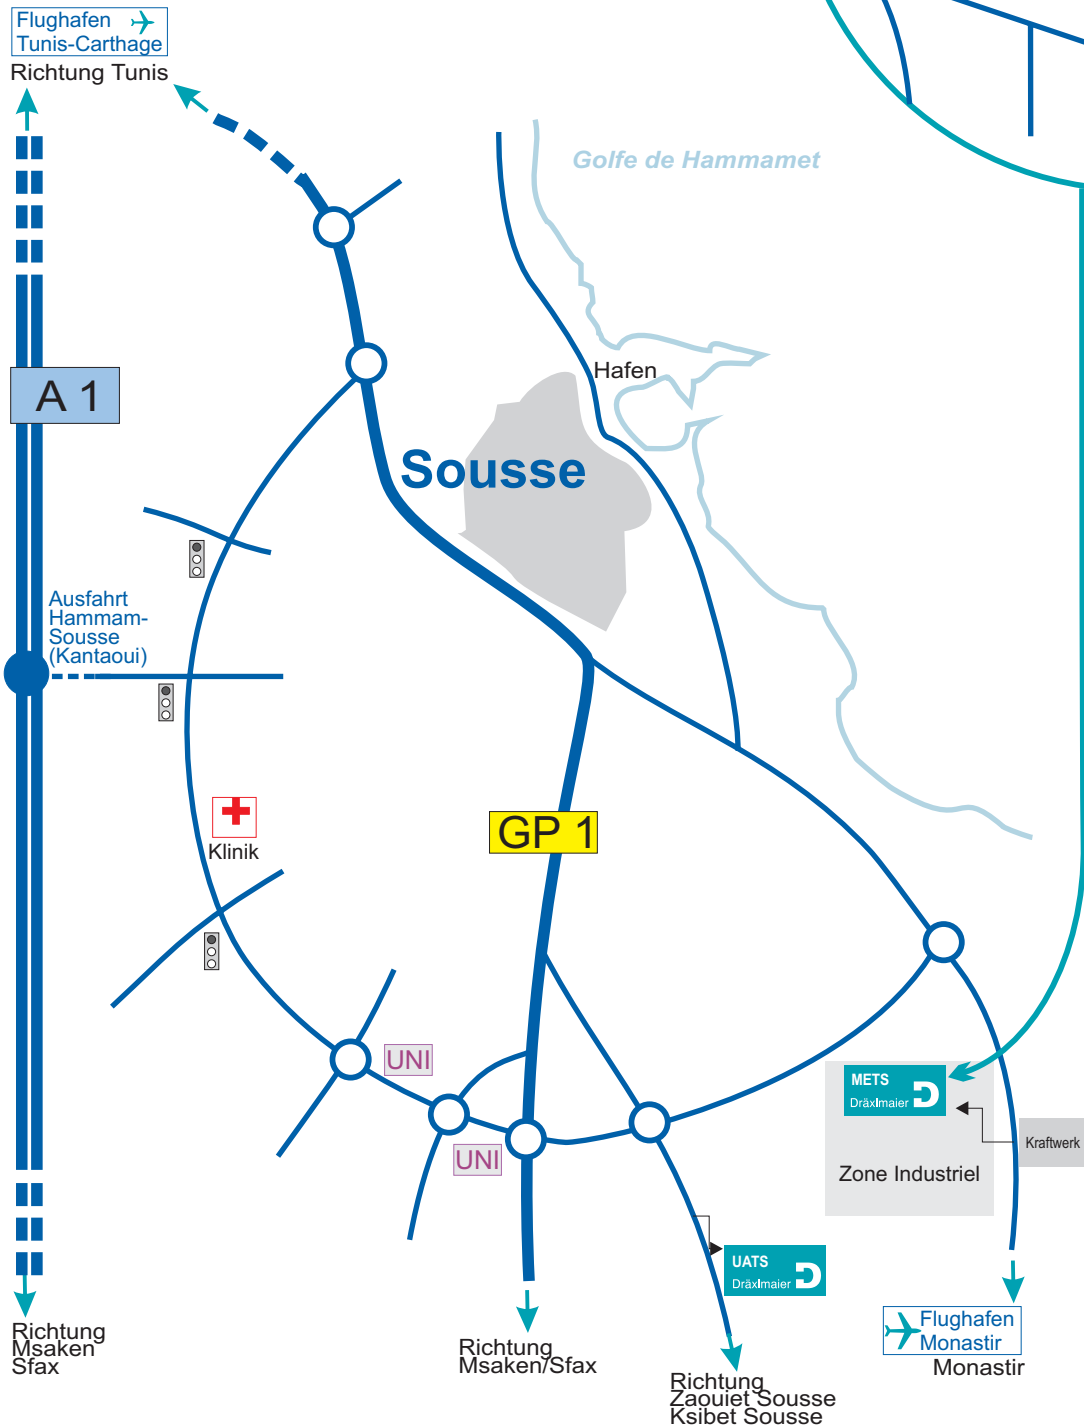 Flughafen
Tunis-Carthage
Richtung Tunis
Golfe de Hammamet
Hafen
A 1
Sousse
Ausfahrt
Hammam-
Sousse
(Kantaoui)
GP 1
Klinik
UNI
UNI
METS
Dräxlmaier
Kraftwerk
Zone Industriel
UATS
Dräxlmaier
Richtung
Msaken
Sfax
Richtung
Msaken/Sfax
Richtung
Zaouiet Sousse
Ksibet Sousse
Flughafen
Monastir
Monastir